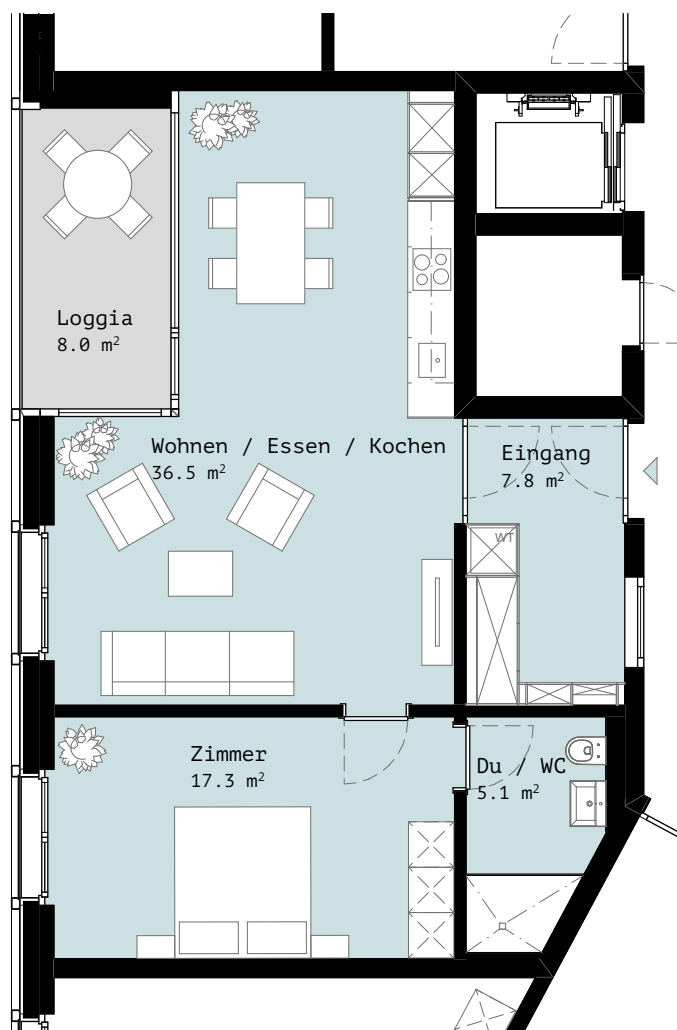 Loggia
8.0 m²
Wohnen / Essen / Kochen
36.5 m²
Eingang
7.8 m²
WT
Zimmer
17.3 m²
Du / WC
5.1 m²